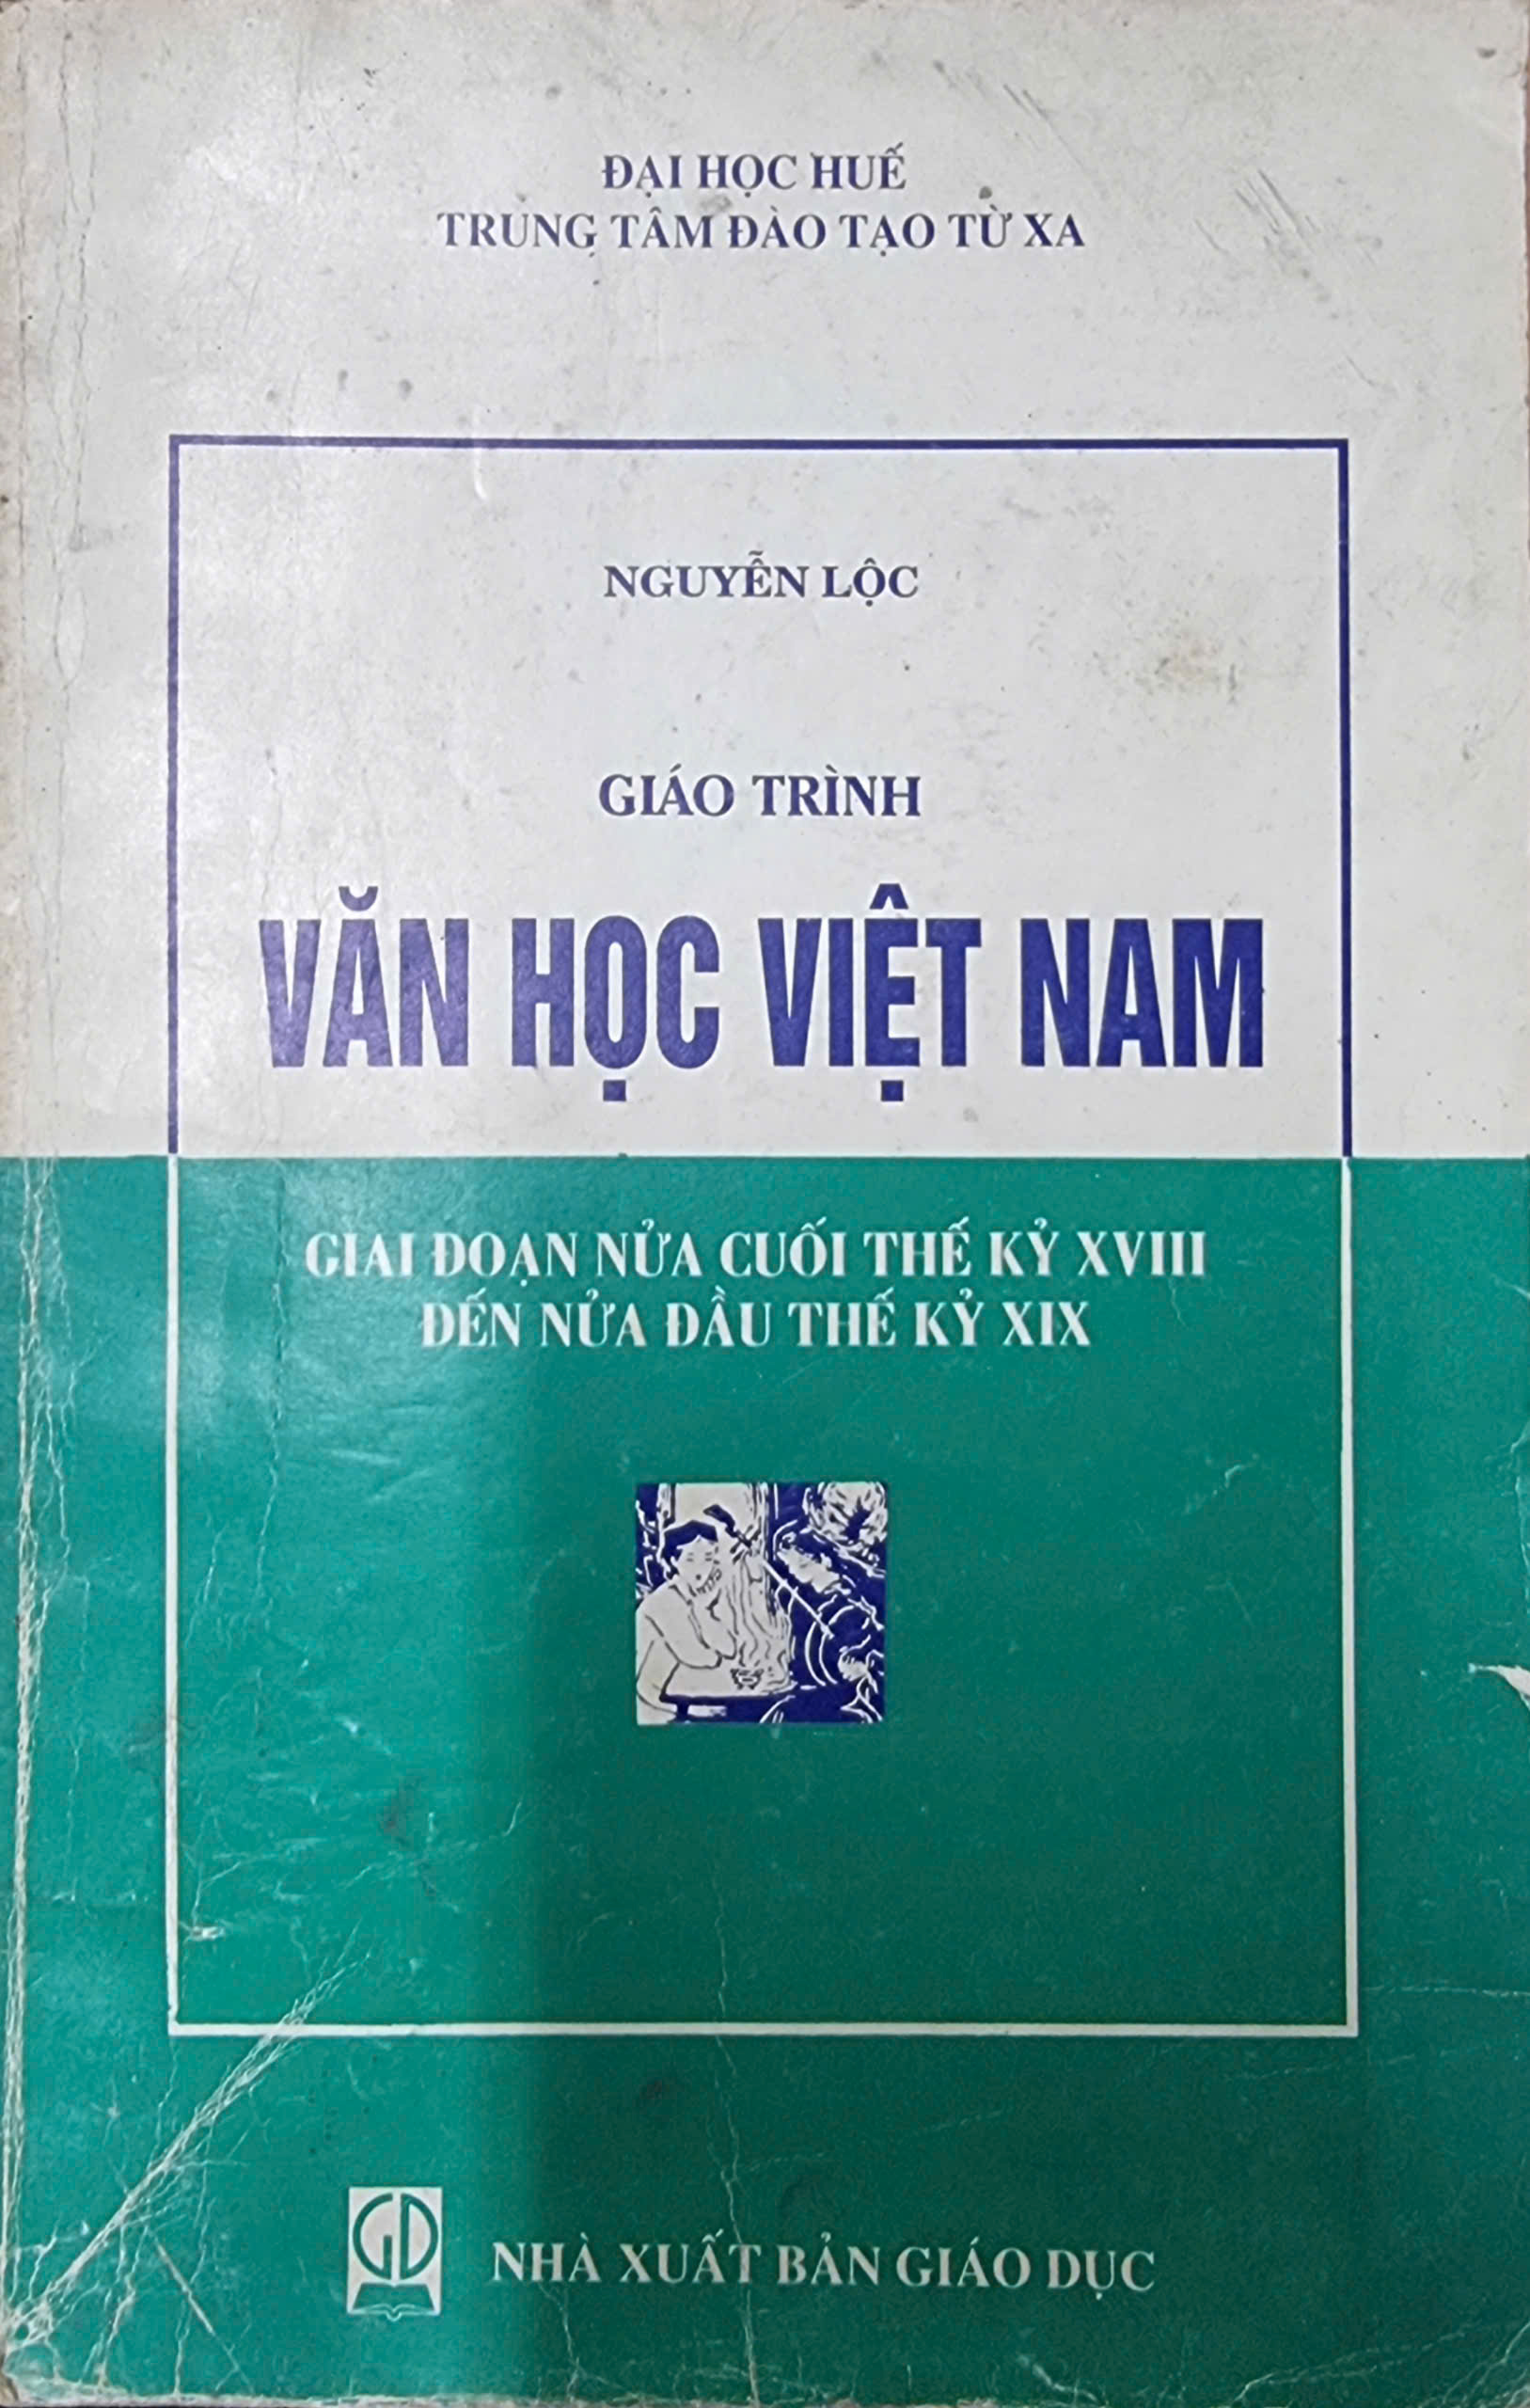 ĐẠI HỌC HUẾ
TRUNG TÂM ĐÀO TẠO TỪ XA
NGUYỄN LỘC
GIÁO TRÌNH
VĂN HỌC VIỆT NAM
GIAI ĐOẠN NỬA CUỐI THẾ KỶ XVIII
ĐẾN NỬA ĐẦU THẾ KỶ XIX
GD
NHÀ XUẤT BẢN GIÁO DỤC